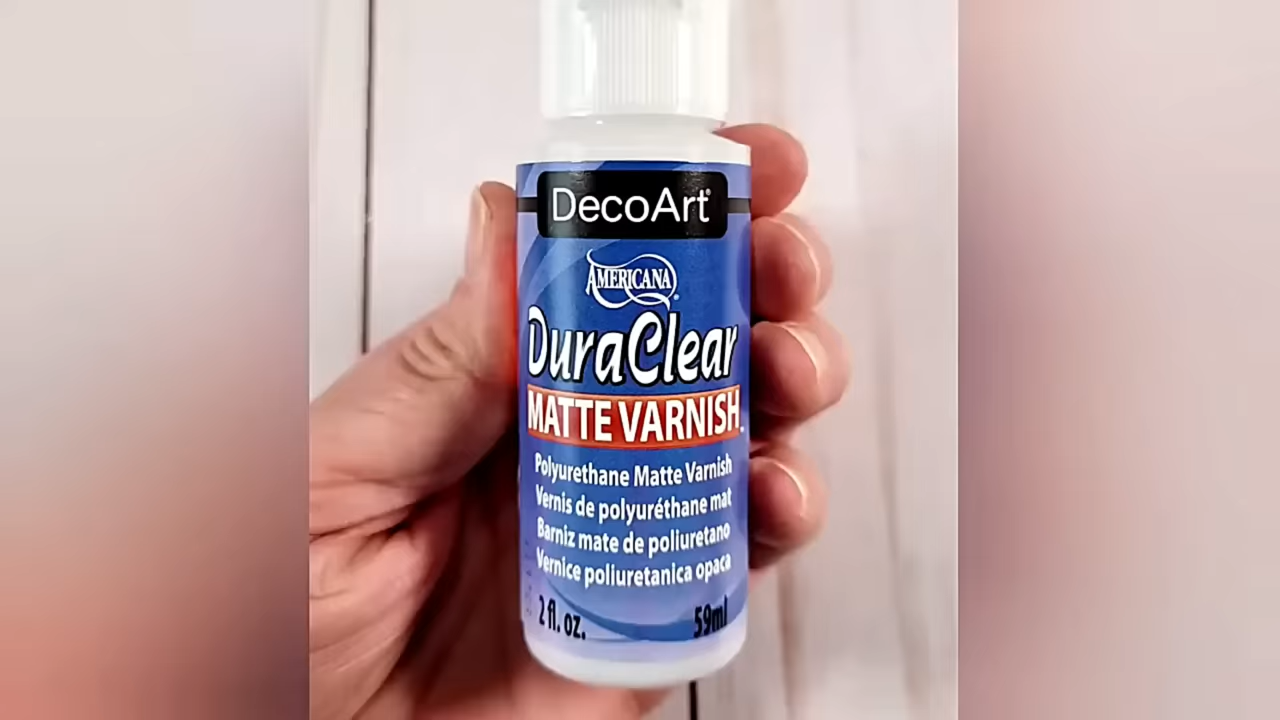 DecoArt®
AMERICANA®
DuraClear
MATTE VARNISH™
Polyurethane Matte Varnish
Vernis de polyuréthane mat
Barniz mate de poliuretano
Vernice poliuretanica opaca
2 fl. oz. 59ml